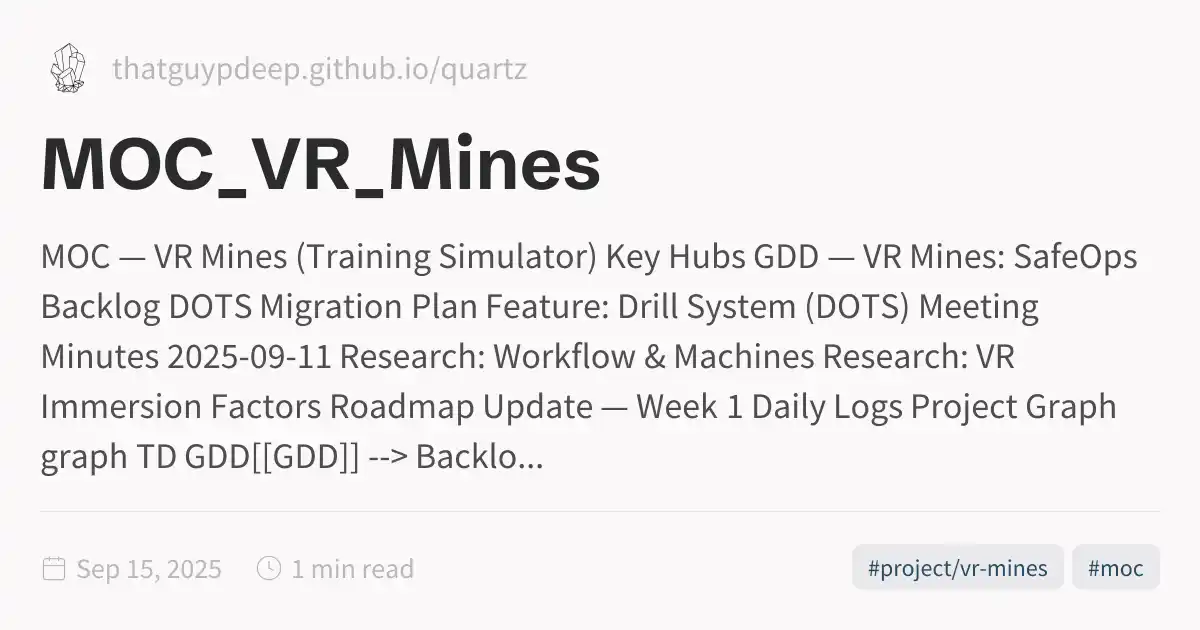 thatguypdeep.github.io/quartz
MOC_VR_Mines
MOC — VR Mines (Training Simulator) Key Hubs GDD — VR Mines: SafeOps
Backlog DOTS Migration Plan Feature: Drill System (DOTS) Meeting
Minutes 2025-09-11 Research: Workflow & Machines Research: VR
Immersion Factors Roadmap Update — Week 1 Daily Logs Project Graph
graph TD GDD[[GDD]] --> Backlo...
Sep 15, 2025 1 min read #project/vr-mines #moc